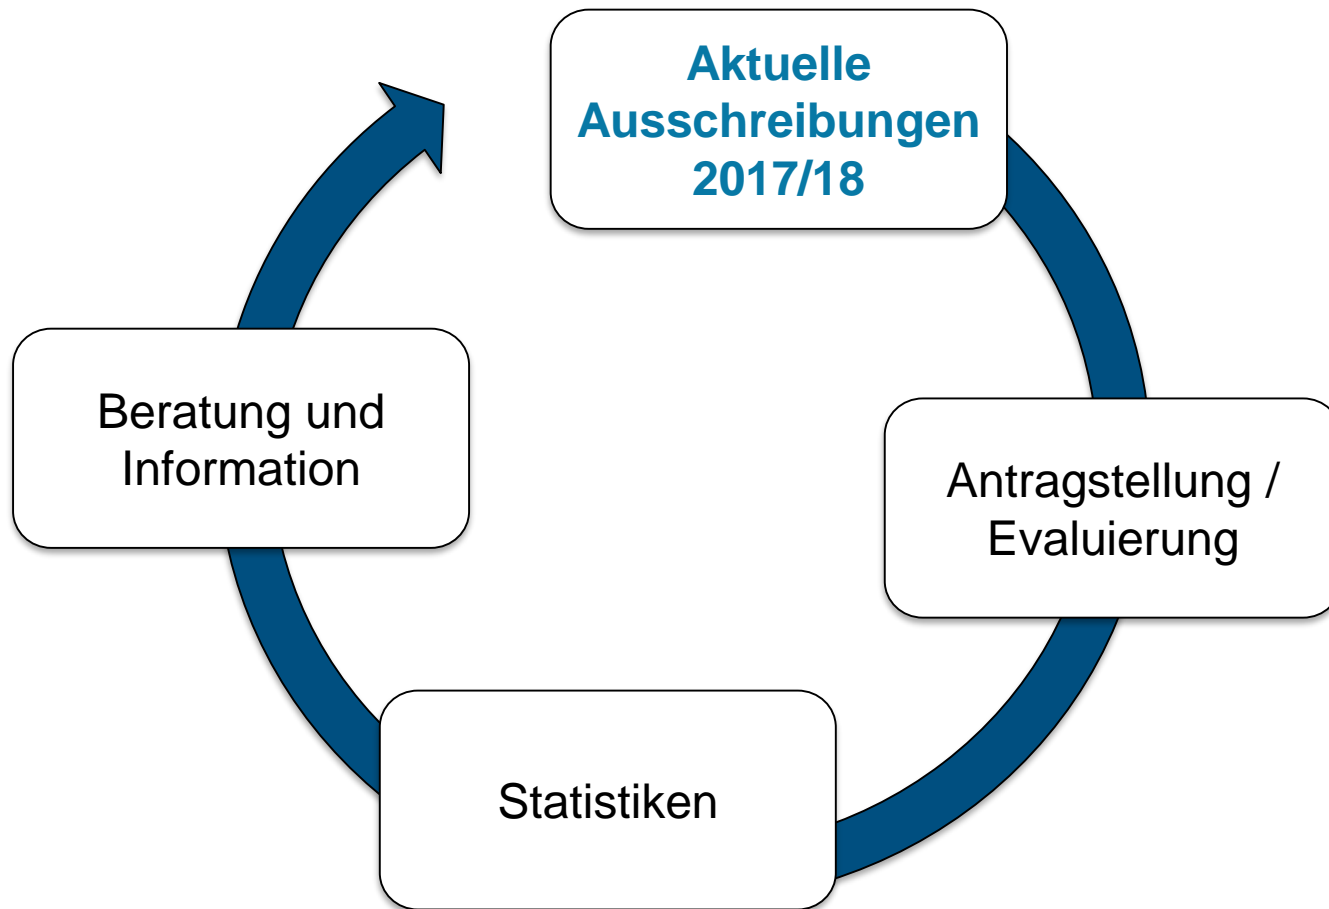 Aktuelle
Ausschreibungen
2017/18
Antragstellung /
Evaluierung
Statistiken
Beratung und
Information